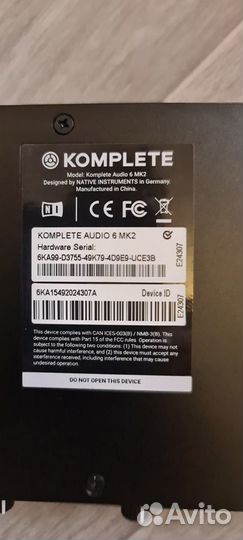 KOMPLETE
Model: Komplete Audio 6 MK2
Designed by NATIVE INSTRUMENTS in Germany.
Manufactured in China.
NI CE FC
KOMPLETE AUDIO 6 MK2
Hardware Serial:
6KA99-D3755-49K79-4D9E9-UCE3B
E24307
6KA15492024307A Device ID
E24307
This device complies with CAN ICES-003(B) / NMB-3(B). This
device complies with Part 15 of the FCC rules. Operation is
subject to the following two conditions: (1) This device may
not cause harmful interference, and (2) this device must accept
any interference received, including interference that may
cause undesired operation.
DO NOT OPEN THIS DEVICE
Avito